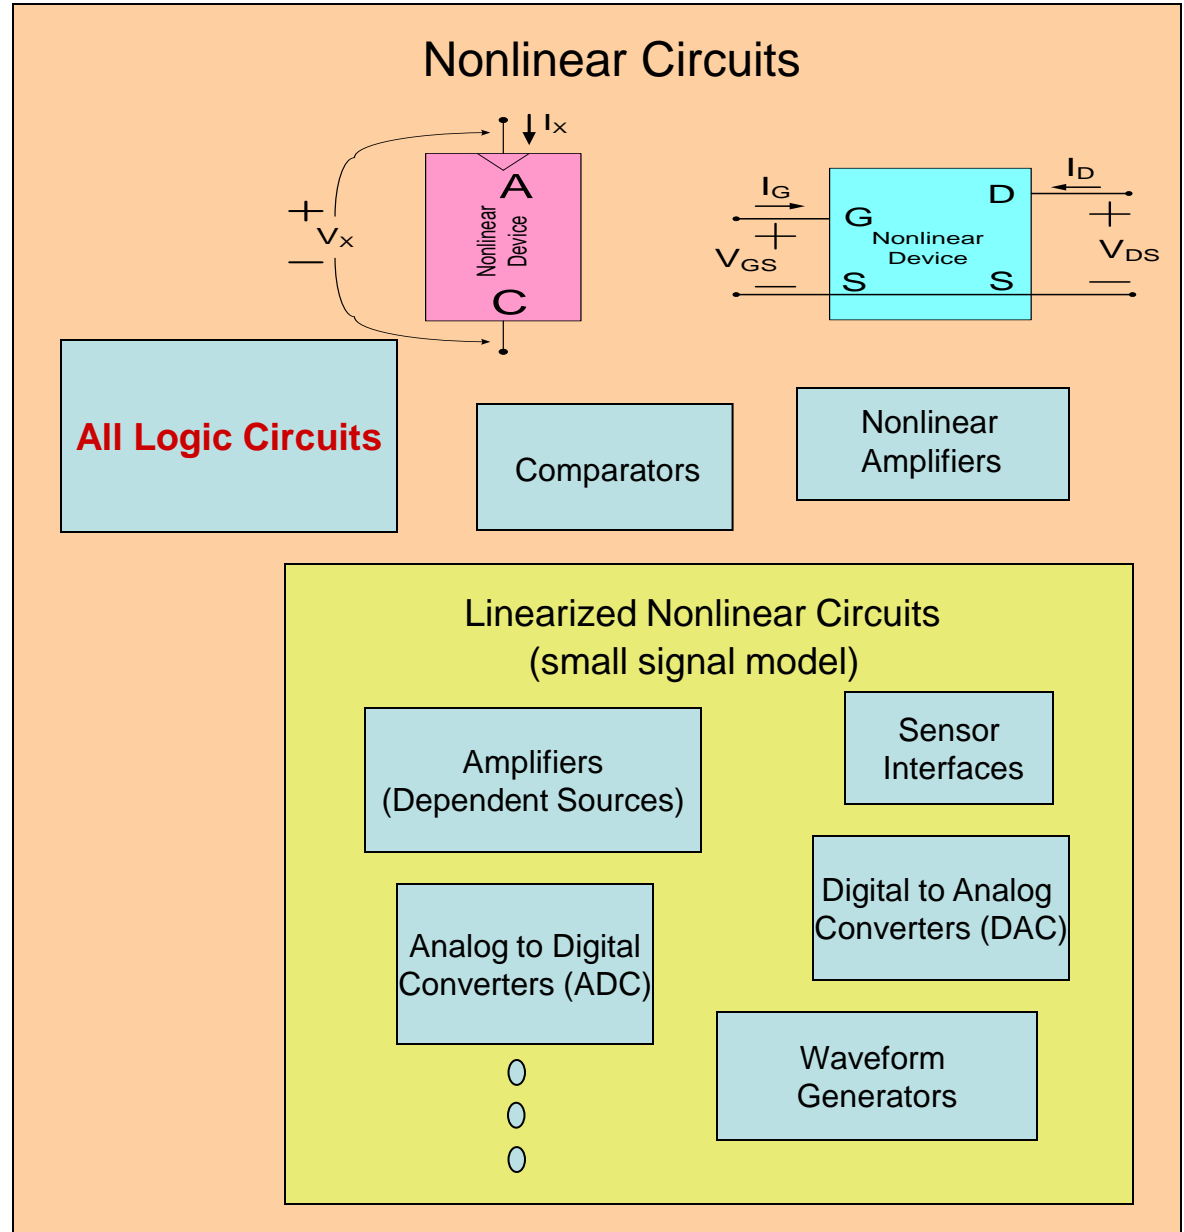 Nonlinear Circuits
IX
A
Nonlinear
Device
C
+
VX
−
IG
ID
G
D
Nonlinear
Device
S
S
+
VGS
−
+
VDS
−
All Logic Circuits
Comparators
Nonlinear
Amplifiers
Linearized Nonlinear Circuits
(small signal model)
Amplifiers
(Dependent Sources)
Sensor
Interfaces
Analog to Digital
Converters (ADC)
Digital to Analog
Converters (DAC)
Waveform
Generators